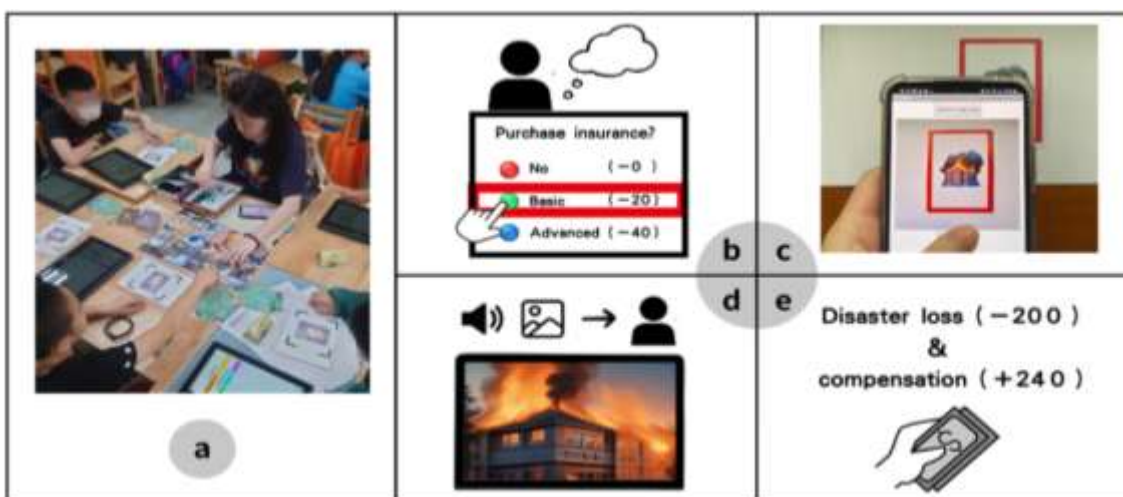 a
Purchase insurance?
No (-0)
Basic (-20)
Advanced (-40)
b
c
d
e
Disaster loss (-200)
&
compensation (+240)